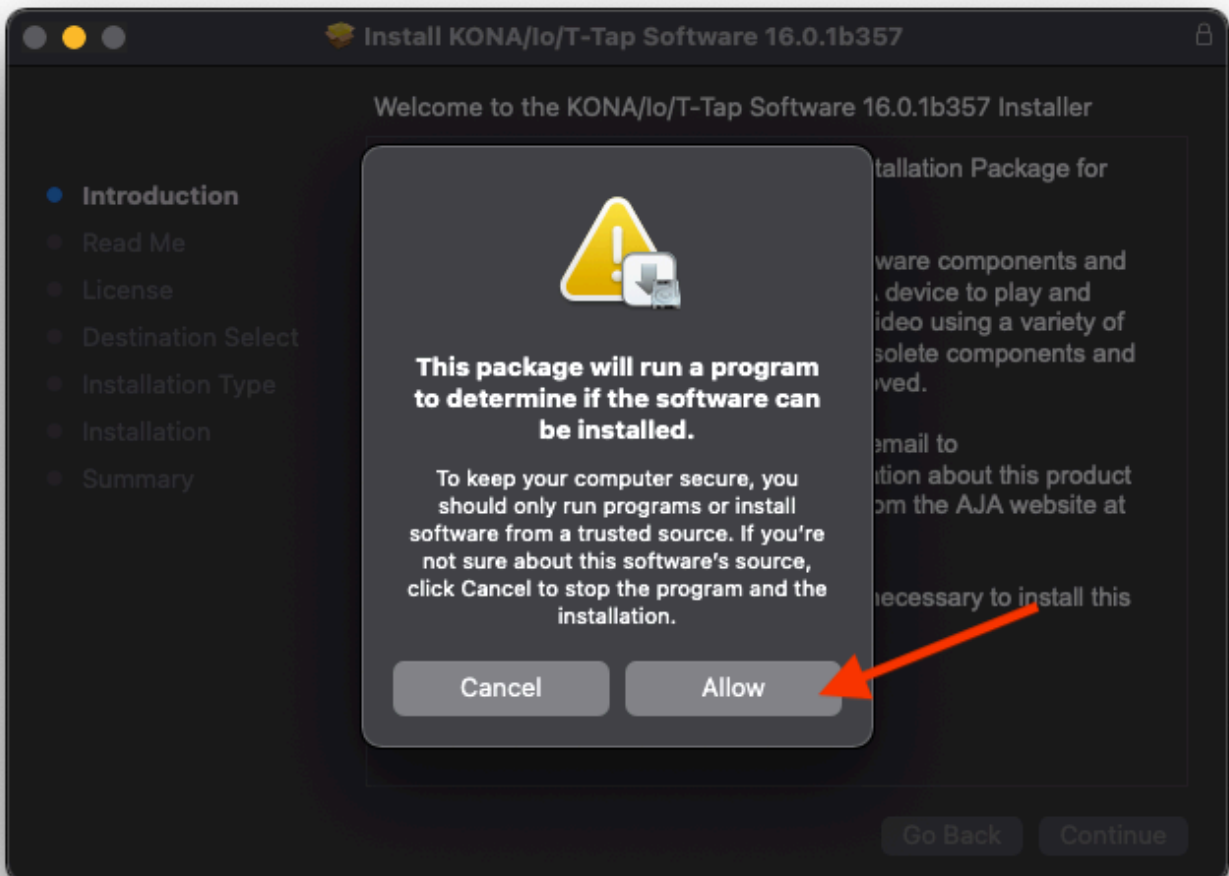 Install KONA/Io/T-Tap Software 16.0.1b357
Welcome to the KONA/Io/T-Tap Software 16.0.1b357 Installer
Introduction
Read Me
License
Destination Select
Installation Type
Installation
Summary
tallation Package for
ware components and
device to play and
ideo using a variety of
solete components and
ved.
email to
tion about this product
om the AJA website at
necessary to install this
This package will run a program
to determine if the software can
be installed.
To keep your computer secure, you
should only run programs or install
software from a trusted source. If you're
not sure about this software's source,
click Cancel to stop the program and the
installation.
Cancel
Allow
Go Back
Continue